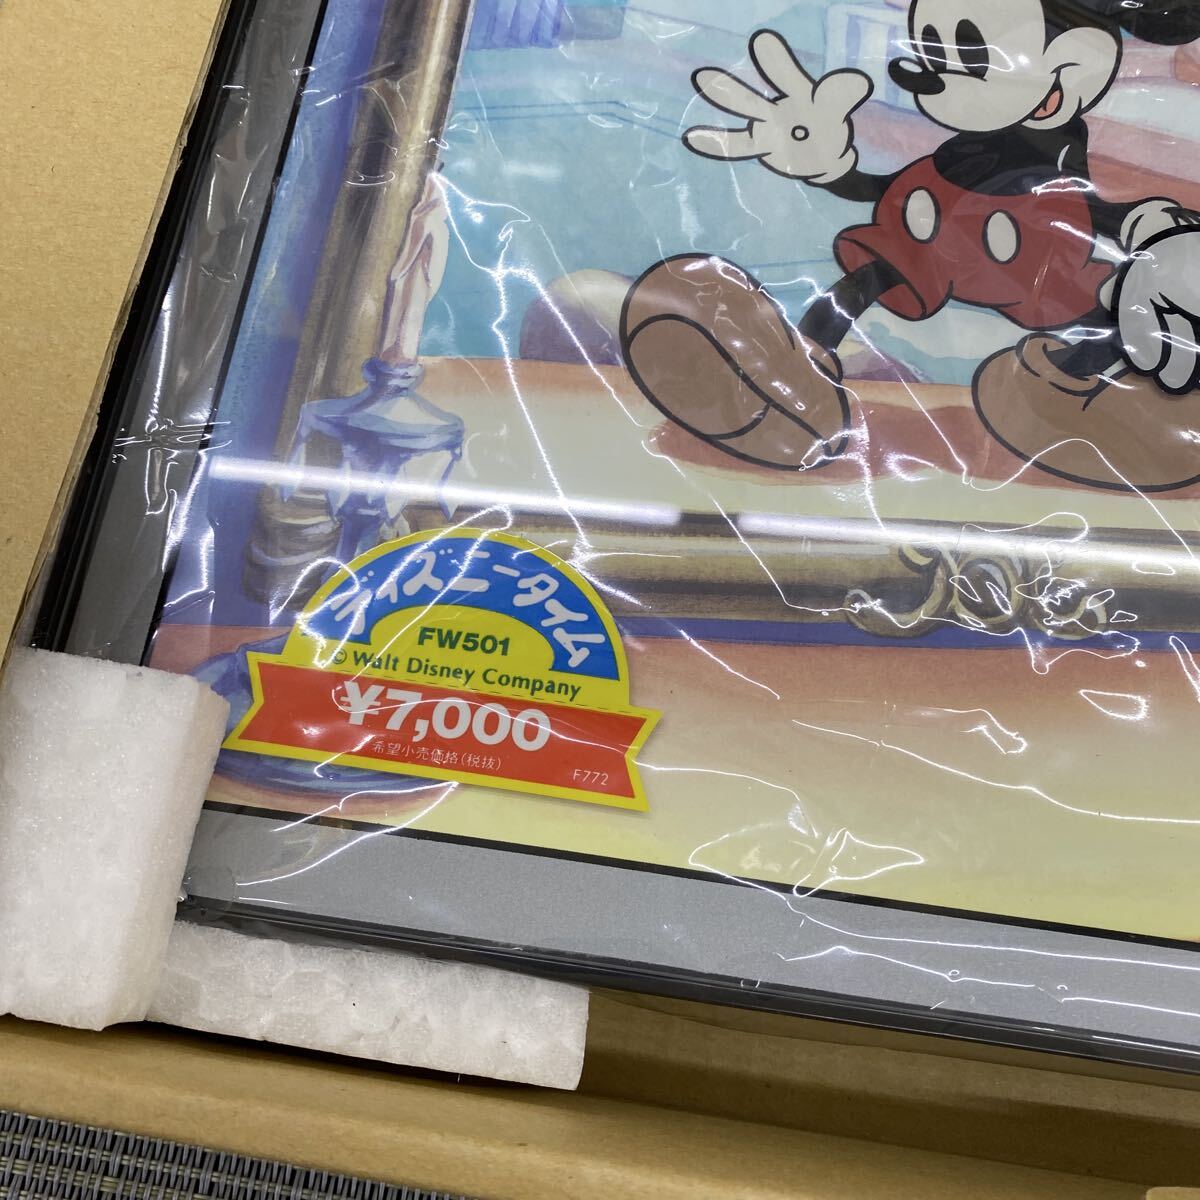 ディズニータイム
FW501
© Walt Disney Company
¥7,000
希望小売価格(税抜)
F772